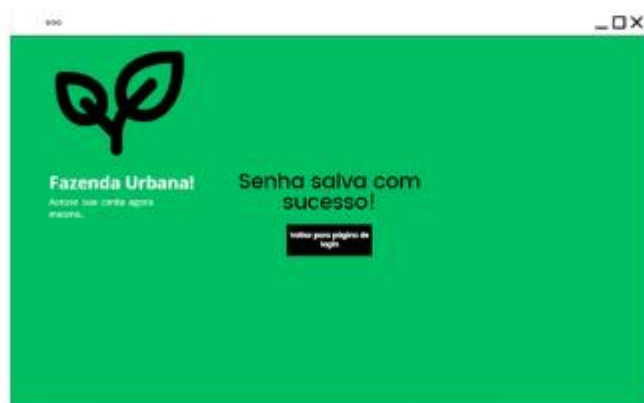 Fazenda Urbana!
Acesse sua conta agora
mesmo.
Senha salva com
sucesso!
Voltar para página de
login